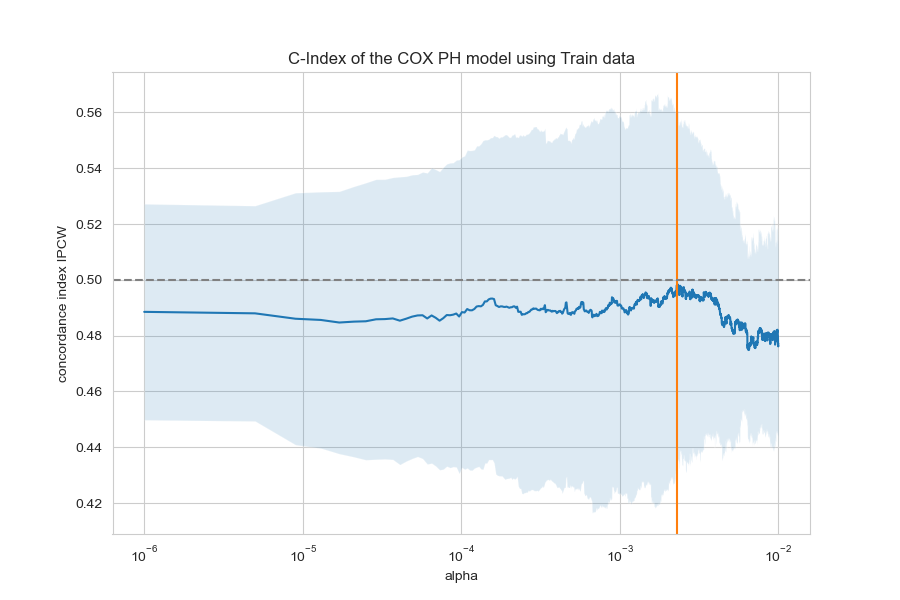 C-Index of the COX PH model using Train data
concordance index IPCW
0.56
0.54
0.52
0.50
0.48
0.46
0.44
0.42
10⁻⁶ 10⁻⁵ 10⁻⁴ 10⁻³ 10⁻²
alpha